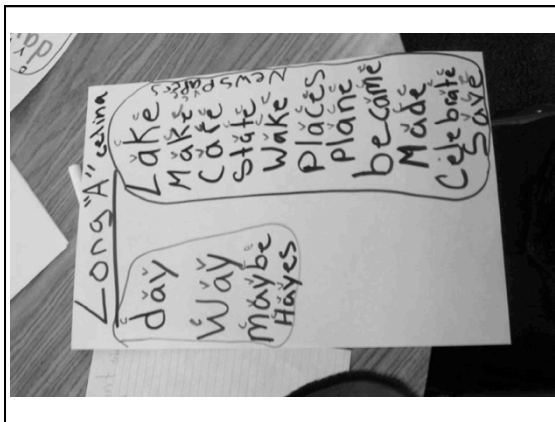 Long "A" celina
day
Way
maybe
Hayes
Lake
Make
Cake
State
Wake
Places
Plane
became
Made
Celebrate
Save
Newspapers